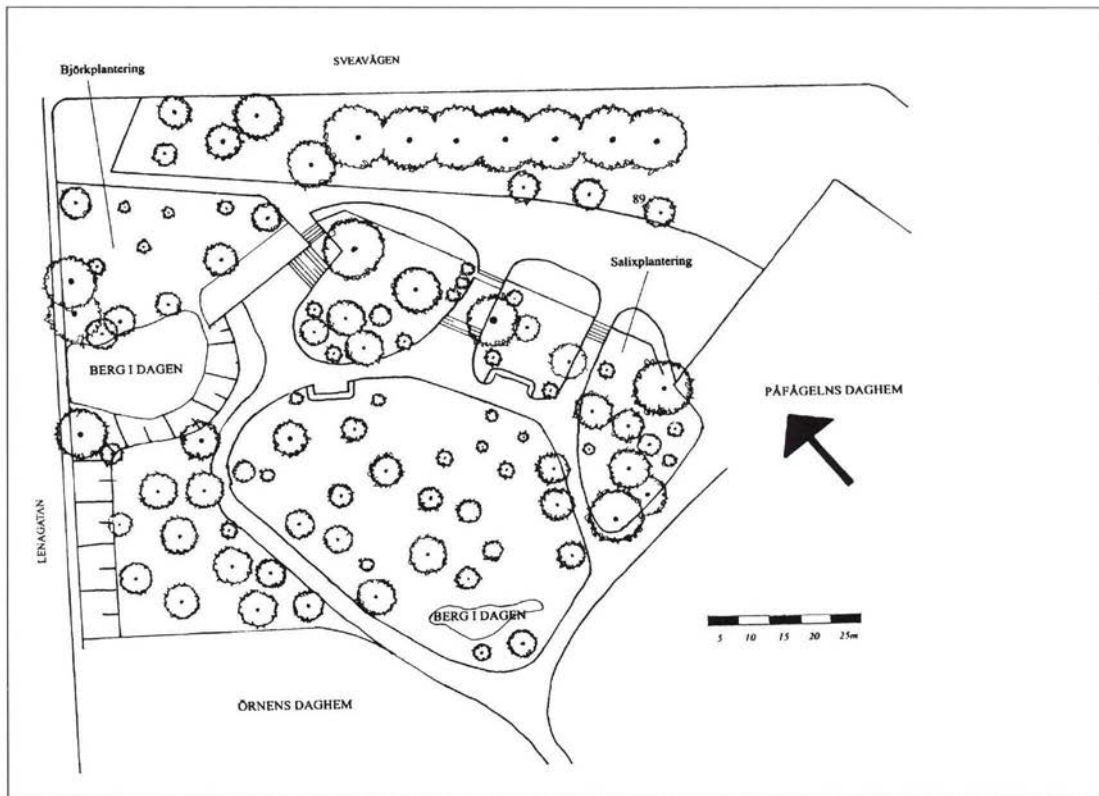 SVEAVÄGEN
Björkplantering
89
Salixplantering
BERG I DAGEN
PÅFÅGELNS DAGHEM
LENAGATAN
BERG I DAGEN
5 10 15 20 25m
ÖRNENS DAGHEM